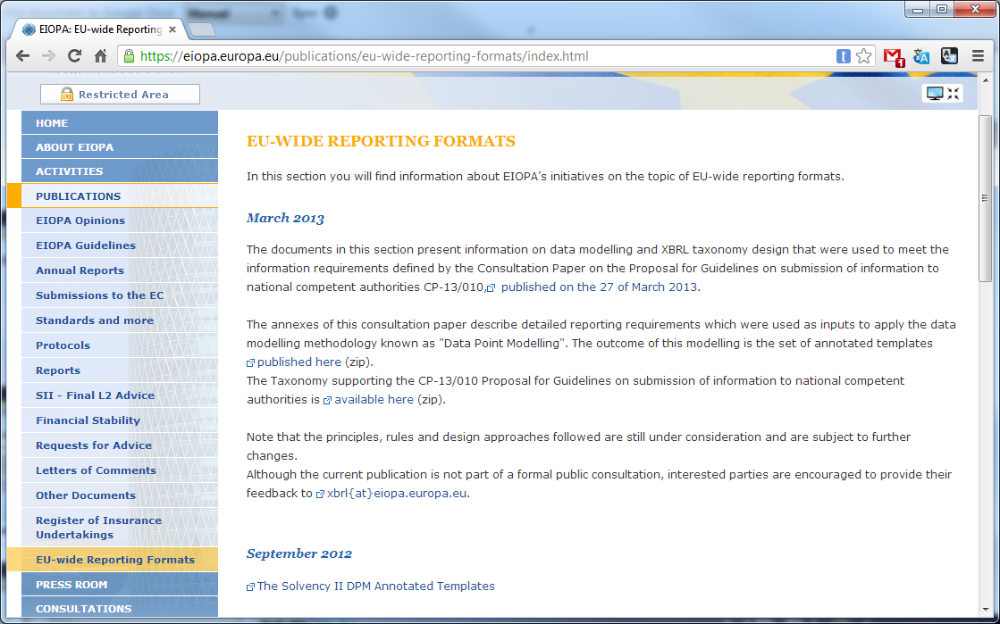 EIOPA: EU-wide Reporting
https://eiopa.europa.eu/publications/eu-wide-reporting-formats/index.html
Restricted Area
HOME
ABOUT EIOPA
ACTIVITIES
PUBLICATIONS
EIOPA Opinions
EIOPA Guidelines
Annual Reports
Submissions to the EC
Standards and more
Protocols
Reports
SII - Final L2 Advice
Financial Stability
Requests for Advice
Letters of Comments
Other Documents
Register of Insurance
Undertakings
EU-wide Reporting Formats
PRESS ROOM
CONSULTATIONS
EU-WIDE REPORTING FORMATS
In this section you will find information about EIOPA’s initiatives on the topic of EU-wide reporting formats.
March 2013
The documents in this section present information on data modelling and XBRL taxonomy design that were used to meet the
information requirements defined by the Consultation Paper on the Proposal for Guidelines on submission of information to
national competent authorities CP-13/010, published on the 27 of March 2013.
The annexes of this consultation paper describe detailed reporting requirements which were used as inputs to apply the data
modelling methodology known as "Data Point Modelling". The outcome of this modelling is the set of annotated templates
published here (zip).
The Taxonomy supporting the CP-13/010 Proposal for Guidelines on submission of information to national competent
authorities is available here (zip).
Note that the principles, rules and design approaches followed are still under consideration and are subject to further
changes.
Although the current publication is not part of a formal public consultation, interested parties are encouraged to provide their
feedback to xbrl{at}eiopa.europa.eu.
September 2012
The Solvency II DPM Annotated Templates